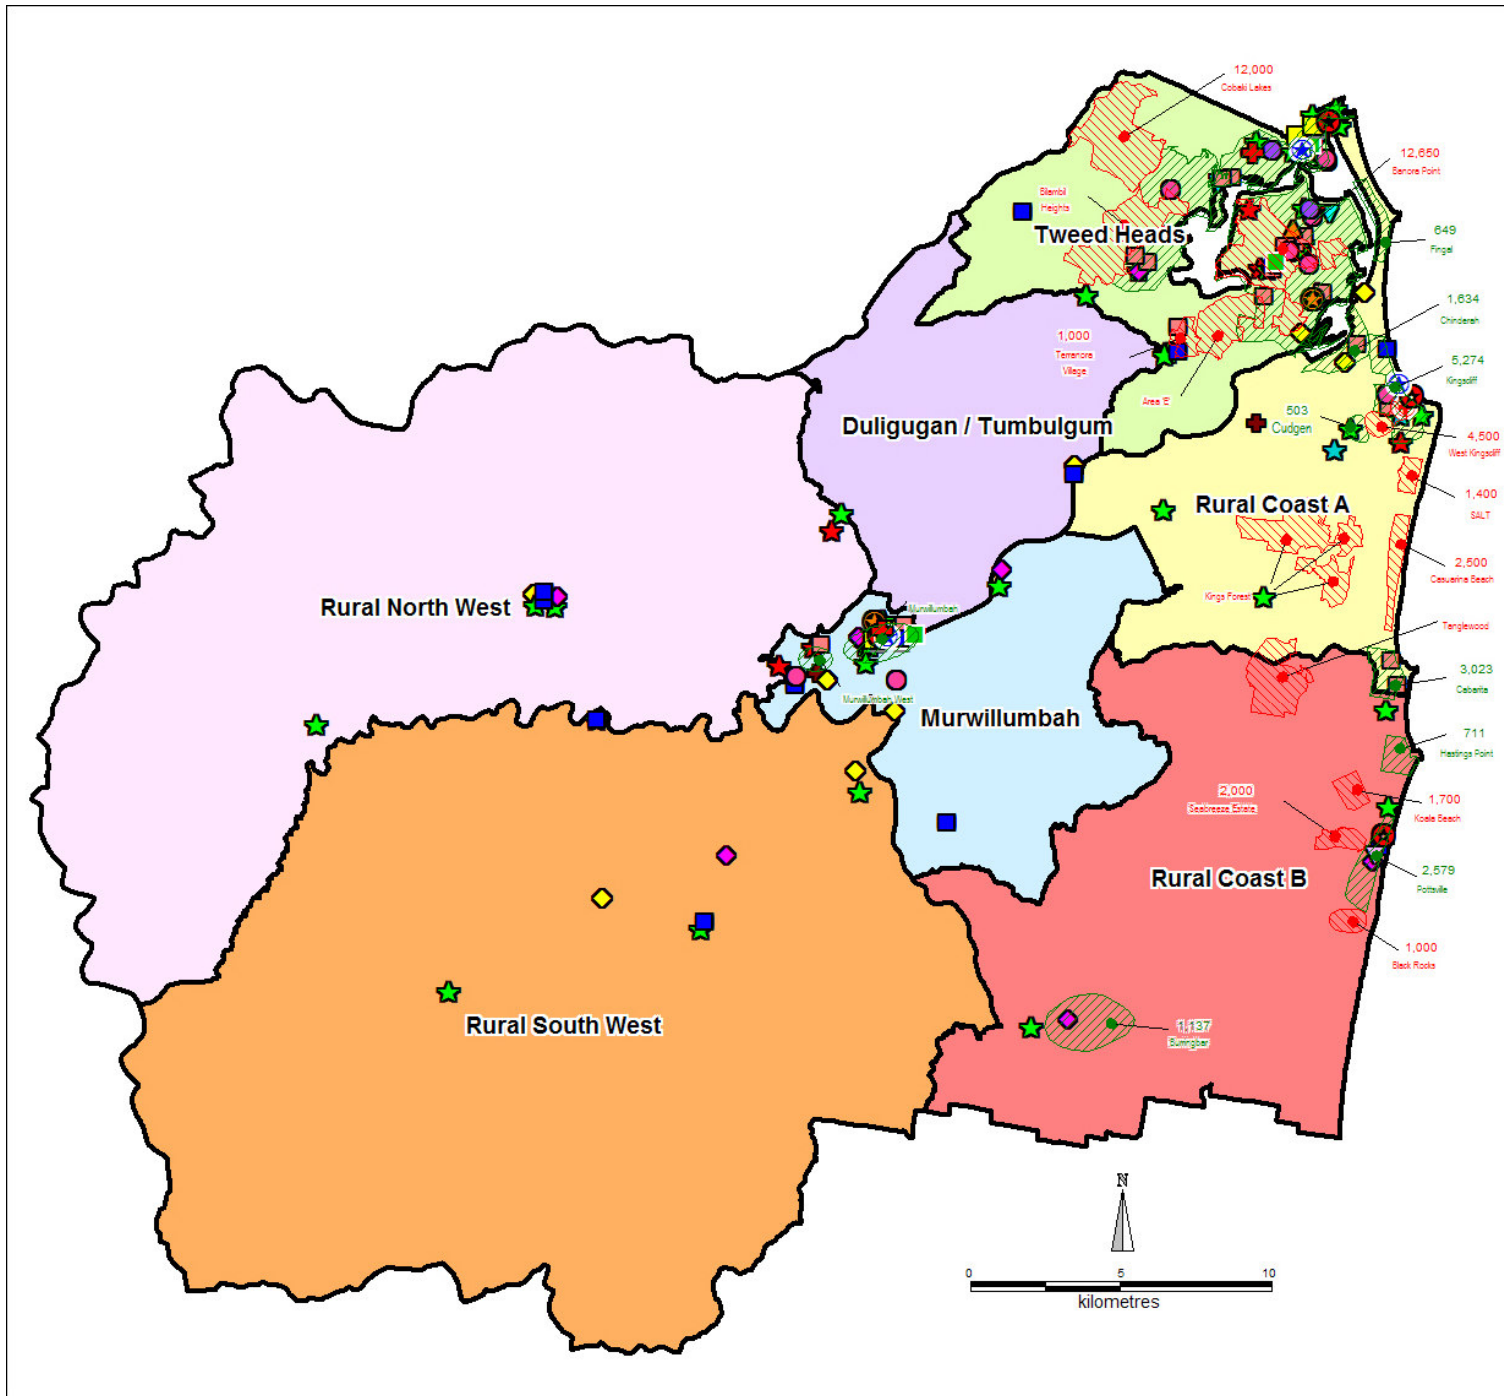 12,000
Cobaki Lakes
12,650
Banora Point
Bilambil
Heights
Tweed Heads
649
Fingal
1,634
Chinderah
1,000
Terranora
Village
5,274
Kingscliff
Area 'E'
503
Cudgen
Duligugan / Tumbulgum
4,500
West Kingscliff
Rural Coast A
1,400
SALT
2,500
Casuarina Beach
Kings Forest
Rural North West
Murwillumbah
Tanglewood
3,023
Cabarita
Murwillumbah West
Murwillumbah
711
Hastings Point
2,000
Seabreeze Estate
1,700
Koala Beach
Rural Coast B
2,579
Pottsville
1,000
Black Rocks
Rural South West
1,137
Burringbar
N
0 5 10
kilometres